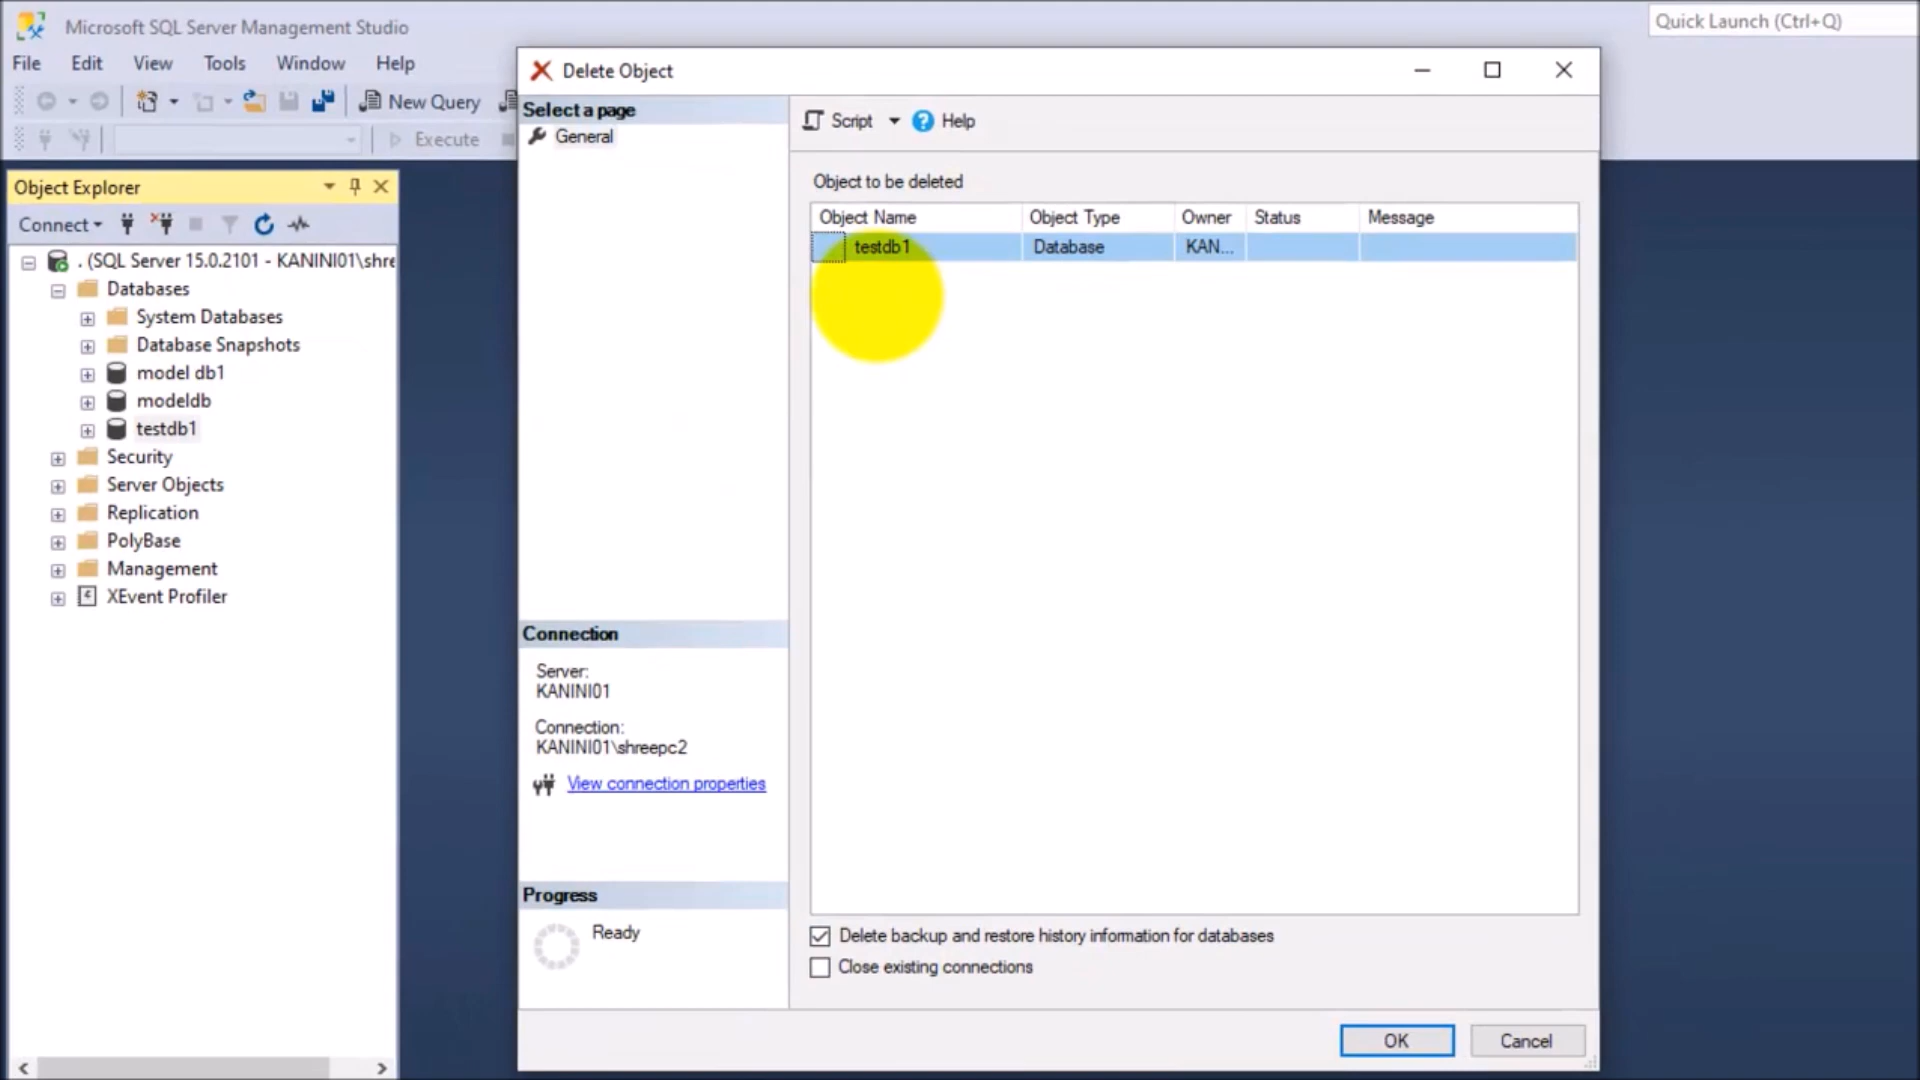 Microsoft SQL Server Management Studio
Quick Launch (Ctrl+Q)
File Edit View Tools Window Help
New Query
Execute
Object Explorer
Connect
. (SQL Server 15.0.2101 - KANINI01\shre
Databases
System Databases
Database Snapshots
model db1
modeldb
testdb1
Security
Server Objects
Replication
PolyBase
Management
XEvent Profiler
Delete Object
Select a page
General
Connection
Server:
KANINI01
Connection:
KANINI01\shreepc2
View connection properties
Progress
Ready
Script Help
Object to be deleted
Object Name Object Type Owner Status Message
testdb1 Database KAN...
Delete backup and restore history information for databases
Close existing connections
OK Cancel